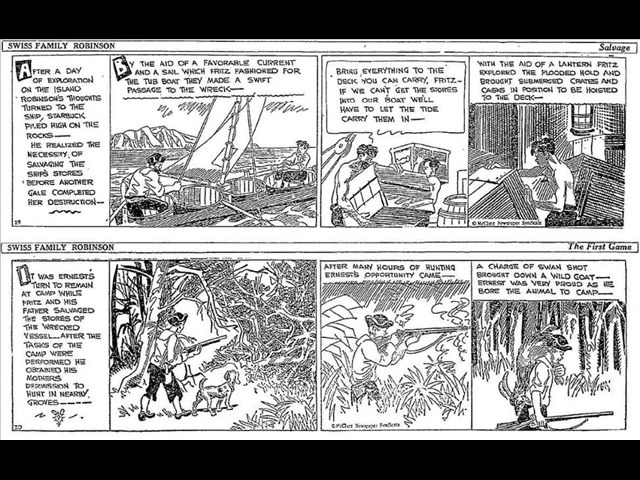 SWISS FAMILY ROBINSON
Salvage
AFTER A DAY
OF EXPLORATION
ON THE ISLAND
ROBINSON'S THOUGHTS
TURNED TO THE
SHIP, STARBUCK,
PILED HIGH ON THE
ROCKS—
HE REALIZED THE
NECESSITY OF
SALVAGING THE
SHIP'S STORES
BEFORE ANOTHER
GALE COMPLETED
HER DESTRUCTION—
29
BY THE AID OF A FAVORABLE CURRENT
AND A SAIL WHICH FRITZ FASHIONED FOR
THE TUB BOAT THEY MADE A SWIFT
PASSAGE TO THE WRECK—
BRING EVERYTHING TO THE
DECK YOU CAN CARRY, FRITZ–
IF WE CAN'T GET THE STORES
INTO OUR BOAT WE'LL
HAVE TO LET THE TIDE
CARRY THEM IN—
WITH THE AID OF A LANTERN FRITZ
EXPLORED THE FLOODED HOLD AND
BROUGHT SUBMERGED CRATES AND
CASKS IN POSITION TO BE HOISTED
TO THE DECK—
© McClure Newspaper Syndicate
SWISS FAMILY ROBINSON
The First Game
IT WAS ERNEST'S
TURN TO REMAIN
AT CAMP WHILE
FRITZ AND HIS
FATHER SALVAGED
THE STORES OF
THE WRECKED
VESSEL—AFTER THE
TASKS OF THE
CAMP WERE
PERFORMED HE
OBTAINED HIS
MOTHERS
PERMISSION TO
HUNT IN NEARBY
GROVES————
30
AFTER MANY HOURS OF HUNTING
ERNEST'S OPPORTUNITY CAME—
© McClure Newspaper Syndicate
A CHARGE OF SWAN SHOT
BROUGHT DOWN A WILD GOAT—
ERNEST WAS VERY PROUD AS HE
BORE THE ANIMAL TO CAMP—